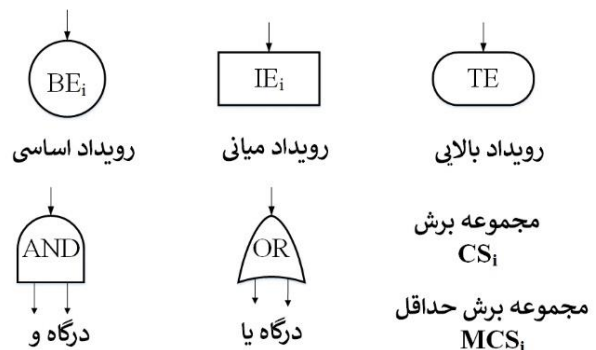 BEi
IEi
TE
رویداد اساسی
رویداد میانی
رویداد بالایی
AND
OR
مجموعه برش
CSi
درگاه و
درگاه یا
مجموعه برش حداقل
MCSi